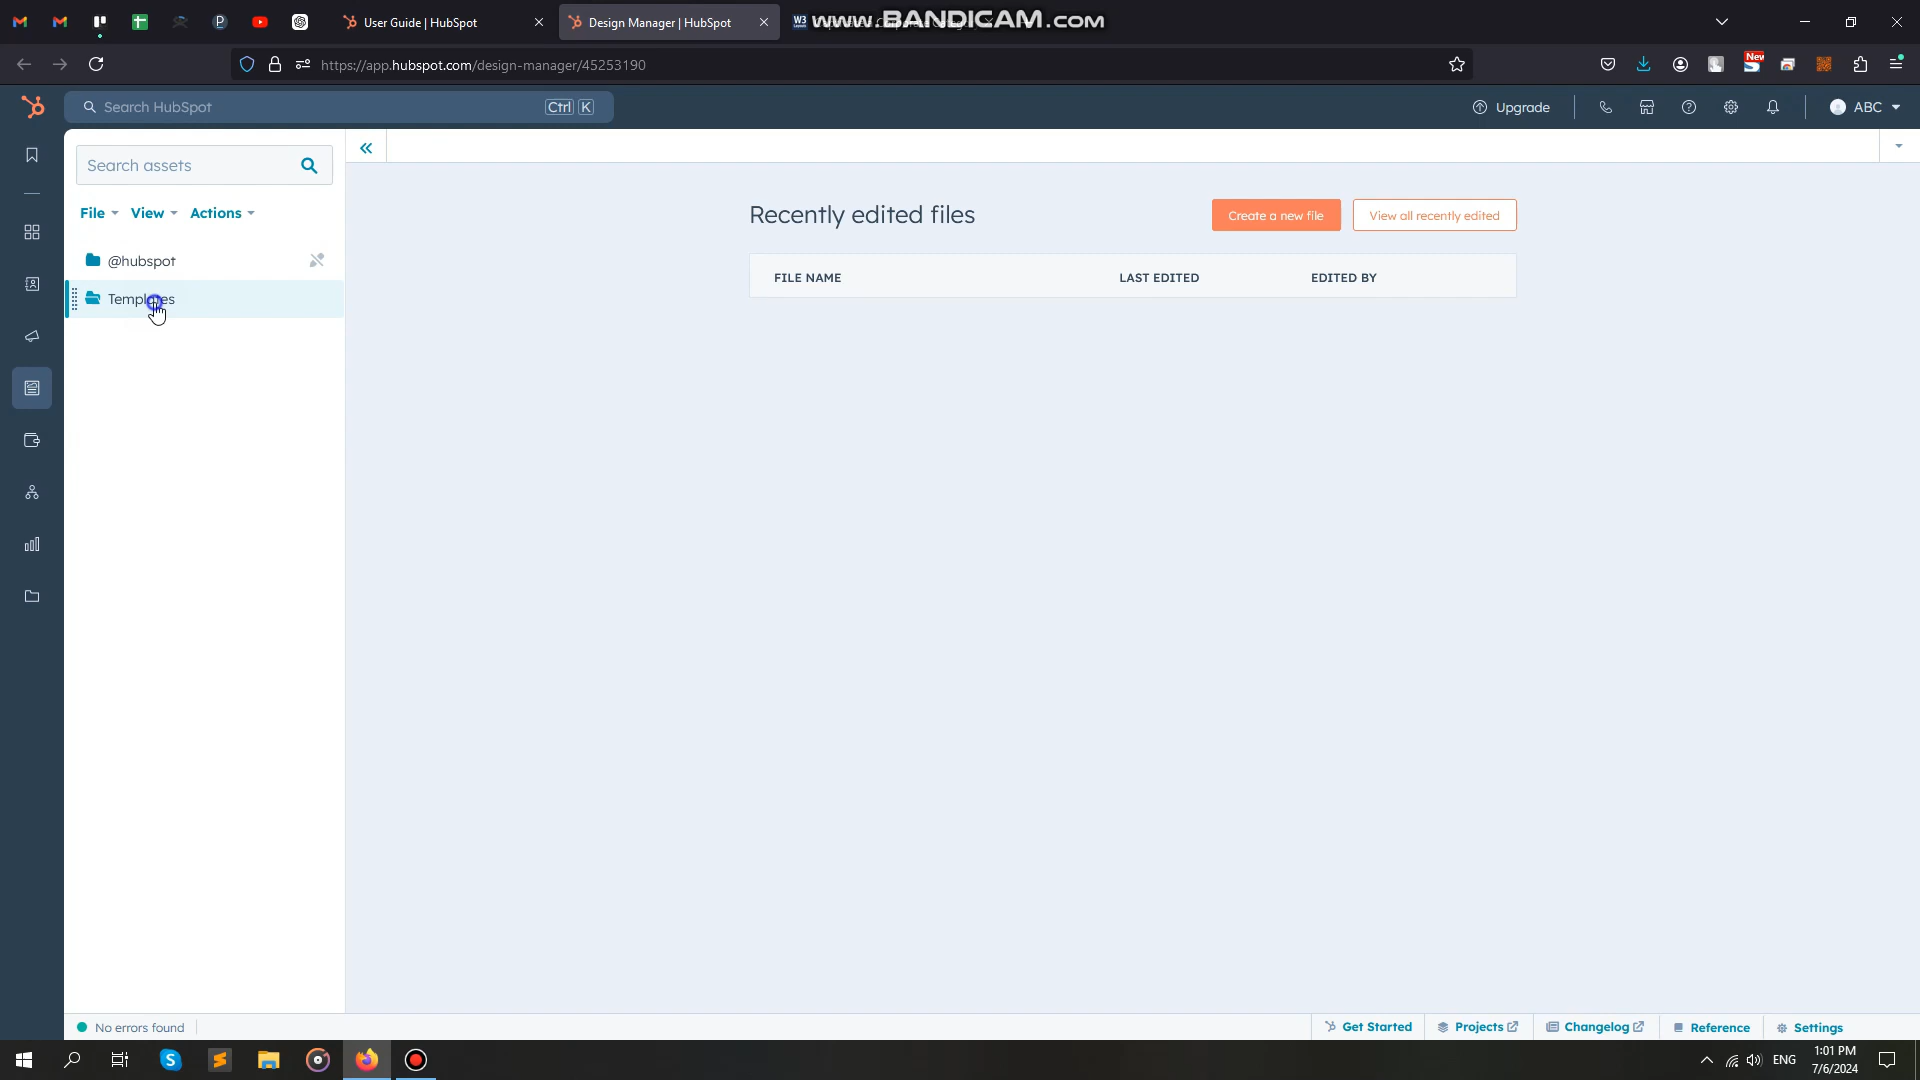 User Guide | HubSpot
Design Manager | HubSpot
W3
www.BANDICAM.com
https://app.hubspot.com/design-manager/45253190
New
Search HubSpot
Ctrl K
Upgrade
ABC
Search assets
File
View
Actions
@hubspot
Templates
Recently edited files
Create a new file
View all recently edited
FILE NAME
LAST EDITED
EDITED BY
No errors found
Get Started
Projects
Changelog
Reference
Settings
ENG
1:01 PM
7/6/2024